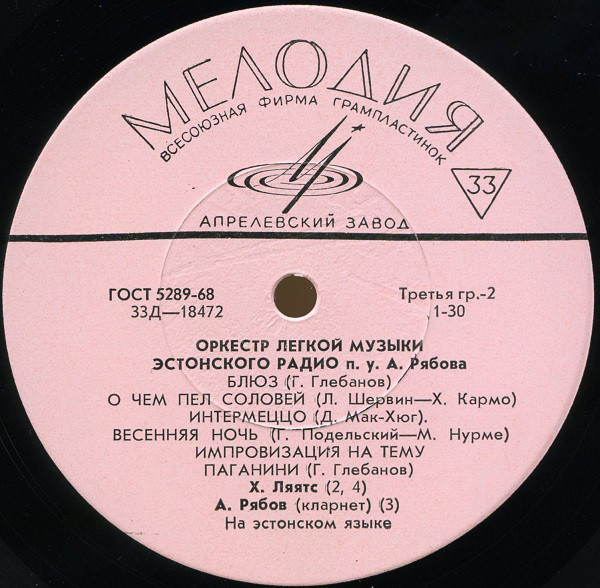 МЕЛОДИЯ
ВСЕСОЮЗНАЯ ФИРМА ГРАМПЛАСТИНОК
33
АПРЕЛЕВСКИЙ ЗАВОД
ГОСТ 5289-68 Третья гр.-2
33Д—18472 1-30
ОРКЕСТР ЛЕГКОЙ МУЗЫКИ
ЭСТОНСКОГО РАДИО п. у. А. Рябова
БЛЮЗ (Г. Глебанов)
О ЧЕМ ПЕЛ СОЛОВЕЙ (Л. Шервин—Х. Кармо)
ИНТЕРМЕЦЦО (Д. Мак-Хюг).
ВЕСЕННЯЯ НОЧЬ (Г. Подельский—М. Нурме)
ИМПРОВИЗАЦИЯ НА ТЕМУ
ПАГАНИНИ (Г. Глебанов)
Х. Ляятс (2, 4)
А. Рябов (кларнет) (3)
На эстонском языке